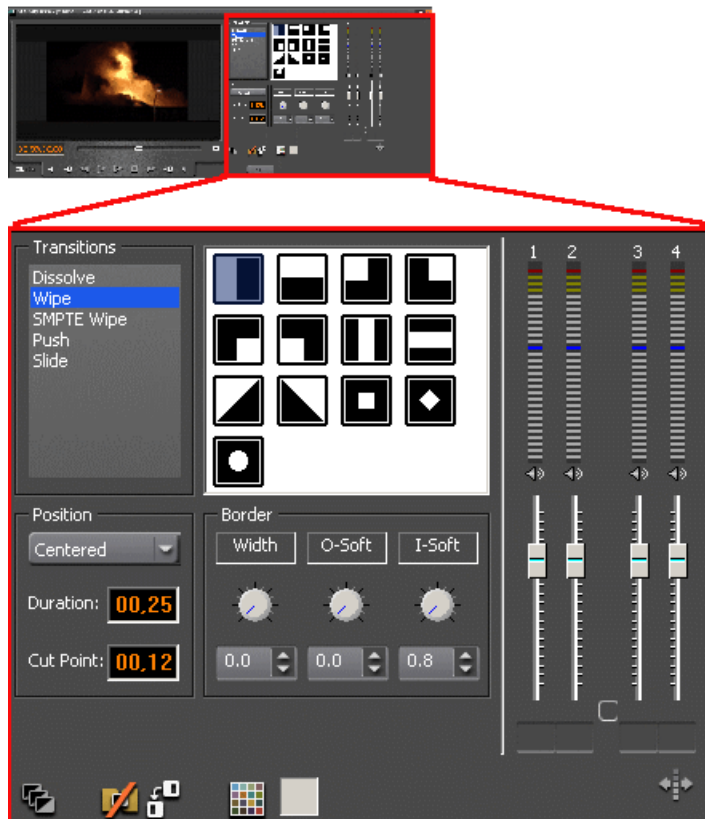 Transitions
Dissolve
Wipe
SMPTE Wipe
Push
Slide
Position
Centered
Duration: 00,25
Cut Point: 00,12
Border
Width O-Soft I-Soft
0.0 0.0 0.8
1 2 3 4